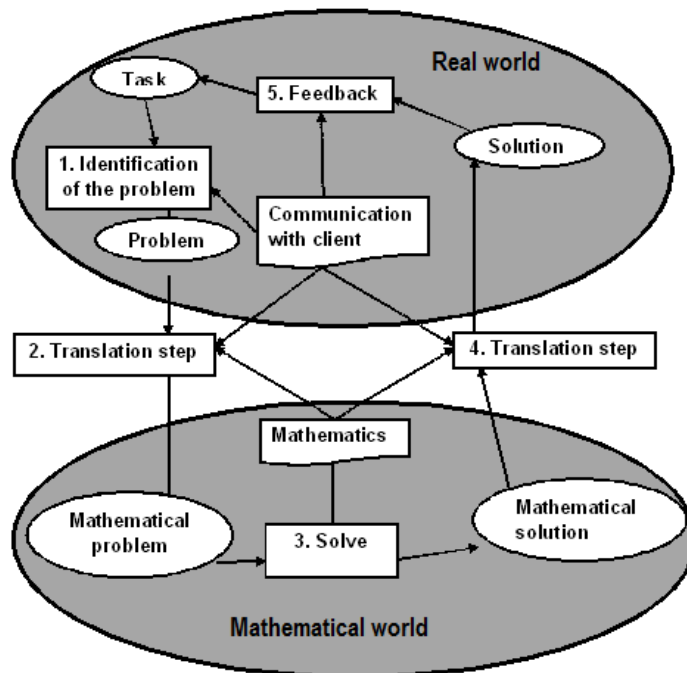 Real world
Task
5. Feedback
Solution
1. Identification
of the problem
Communication
with client
Problem
2. Translation step
4. Translation step
Mathematics
Mathematical
problem
3. Solve
Mathematical
solution
Mathematical world